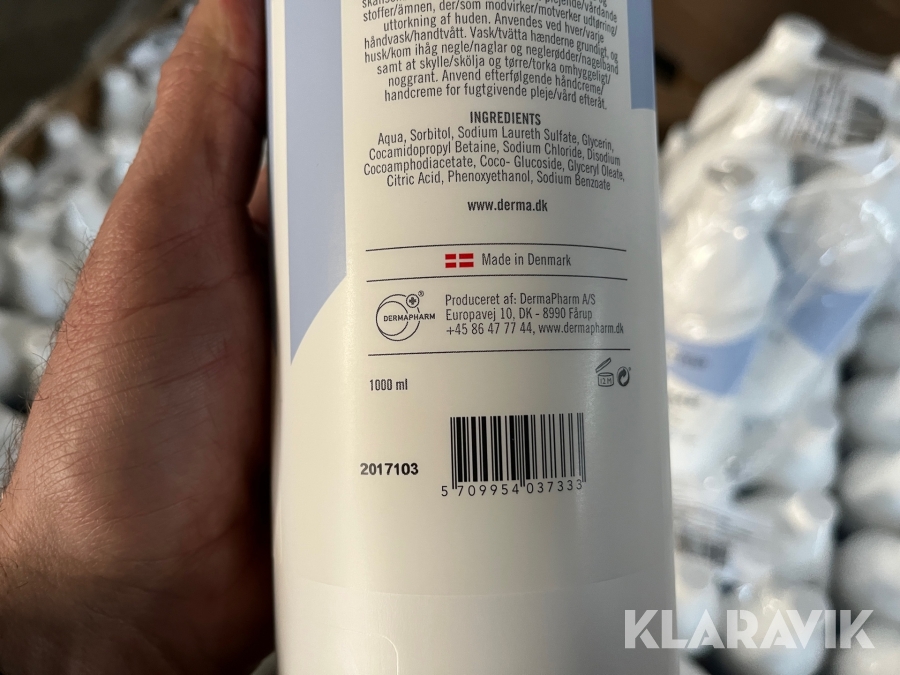 stoffer/ämnen, der/som modvirker/motverker udtøning/
uttorkning af huden. Anvendes ved hver/varje
håndvask/handtvätt. Vask/tvätta hænderne grundigt, og
husk/kom ihåg negle/naglar og neglerødder/nagelband
samt at skylle/skölja og tørre/torka omhyggeligt/
noggrant. Anvend efterfølgende håndcreme/
handcreme for fugtgivende pleje/vård efteråt.
INGREDIENTS
Aqua, Sorbitol, Sodium Laureth Sulfate, Glycerin,
Cocamidopropyl Betaine, Sodium Chloride, Disodium
Cocoamphodiacetate, Coco- Glucoside, Glyceryl Oleate,
Citric Acid, Phenoxyethanol, Sodium Benzoate
www.derma.dk
Made in Denmark
DERMAPHARM
Produceret af: DermaPharm A/S
Europavej 10, DK - 8990 Fårup
+45 86 47 77 44, www.dermapharm.dk
1000 ml
12 M
2017103
5 709954 037333
KLARAVIK